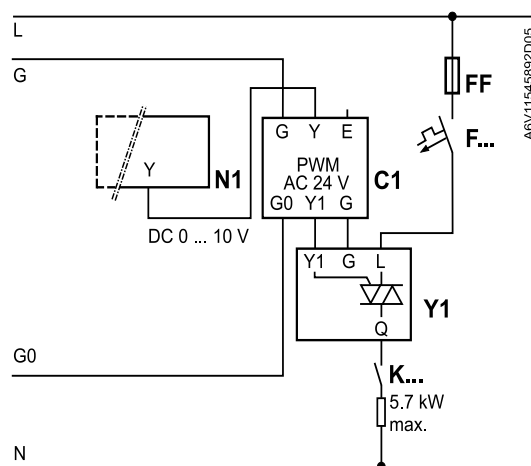 L
G
FF
A6V11545892D05
F...
G Y E
Y
N1
PWM
AC 24 V
C1
G0 Y1 G
DC 0 ... 10 V
Y1 G L
Y1
Q
G0
K...
5.7 kW
max.
N